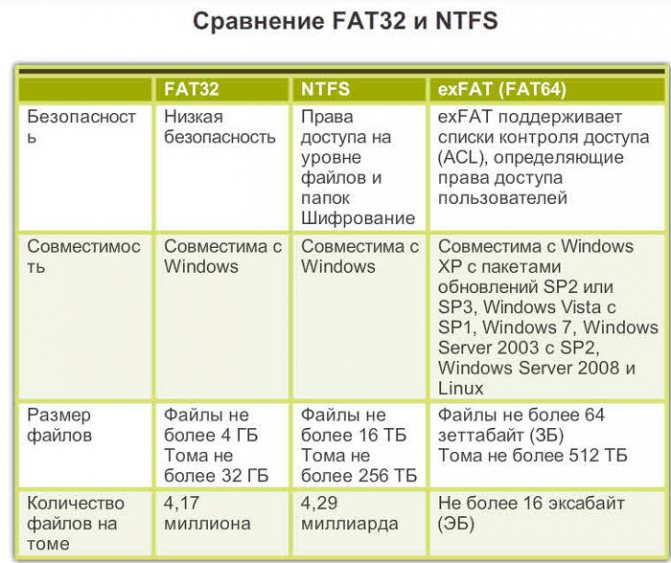 Сравнение FAT32 и NTFS
FAT32
NTFS
exFAT (FAT64)
Безопасност
ь
Низкая
безопасность
Права
доступа на
уровне
файлов и
папок
Шифрование
exFAT поддерживает
списки контроля доступа
(ACL), определяющие
права доступа
пользователей
Совместимос
ть
Совместима с
Windows
Совместима с
Windows
Совместима с Windows
XP с пакетами
обновлений SP2 или
SP3, Windows Vista с
SP1, Windows 7, Windows
Server 2003 с SP2,
Windows Server 2008 и
Linux
Размер
файлов
Файлы не
более 4 ГБ
Тома не
более 32 ГБ
Файлы не
более 16 ТБ
Тома не
более 256 ТБ
Файлы не более 64
зеттабайт (ЗБ)
Тома не более 512 ТБ
Количество
файлов на
томе
4,17
миллиона
4,29
миллиарда
Не более 16 эксабайт
(ЭБ)